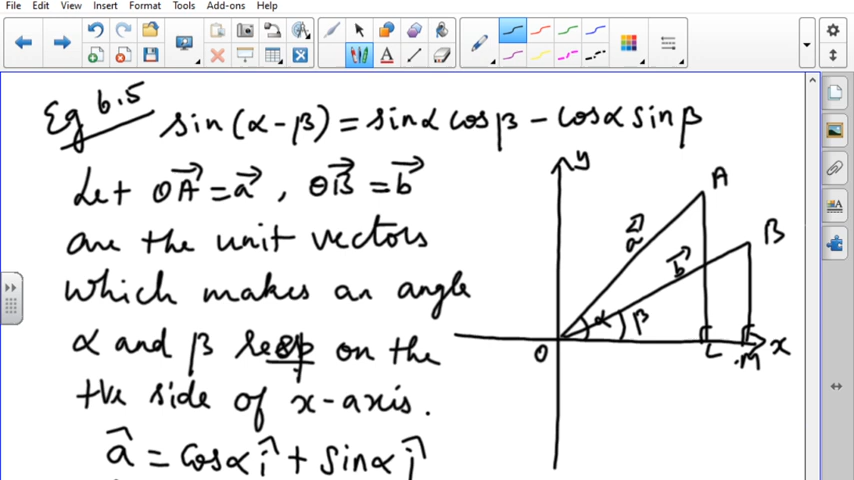 File Edit View Insert Format Tools Add-ons Help
Eg 6.5 sin(α-β) = sinα cosβ - cosα sinβ
Let OA = a, OB = b
are the unit vectors
which makes an angle
α and β resp on the
+ve side of x-axis.
â = cosα î + sinα ĵ
y
A
B
a
b
α
β
O
L
M
x